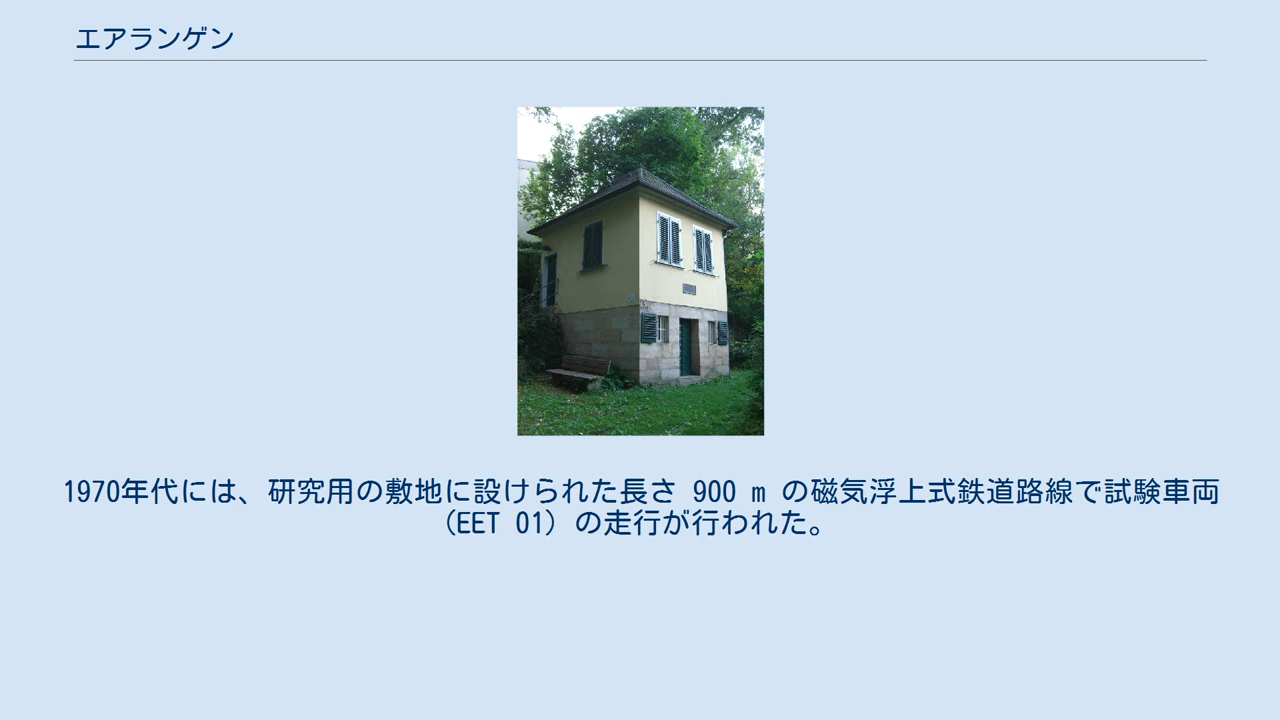 エアランゲン
1970年代には、研究用の敷地に設けられた長さ 900 m の磁気浮上式鉄道路線で試験車両
（EET 01）の走行が行われた。